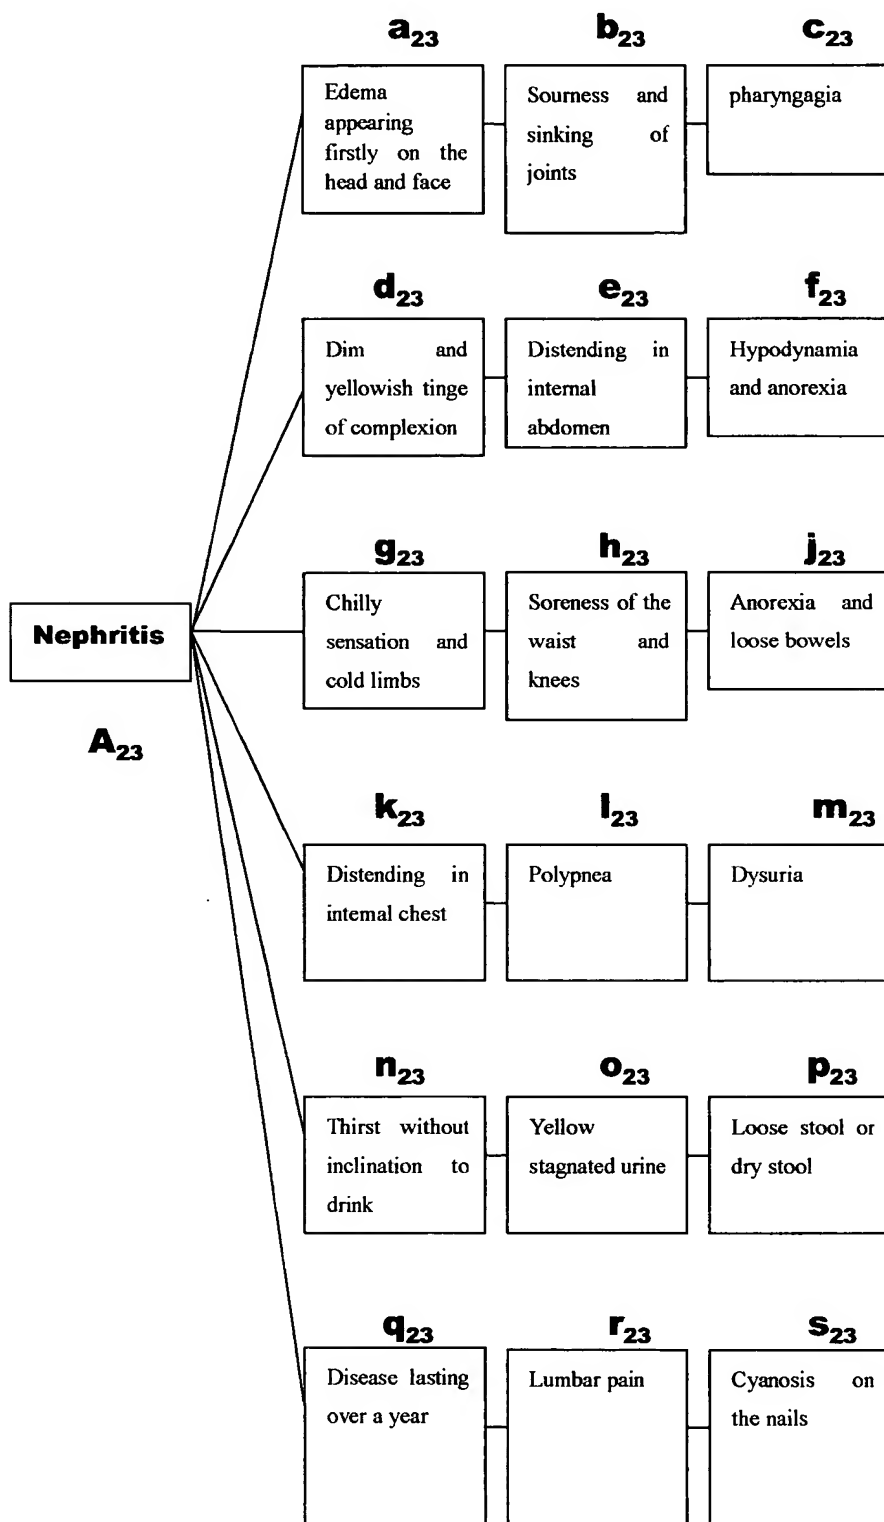 a23 b23 c23
Edema
appearing
firstly on the
head and face
Sourness and
sinking of
joints
pharyngagia
d23 e23 f23
Dim and
yellowish tinge
of complexion
Distending in
internal
abdomen
Hypodynamia
and anorexia
g23 h23 j23
Chilly
sensation and
cold limbs
Soreness of the
waist and
knees
Anorexia and
loose bowels
Nephritis
A23
k23 l23 m23
Distending in
internal chest
Polypnea
Dysuria
n23 o23 p23
Thirst without
inclination to
drink
Yellow
stagnated urine
Loose stool or
dry stool
q23 r23 s23
Disease lasting
over a year
Lumbar pain
Cyanosis on
the nails